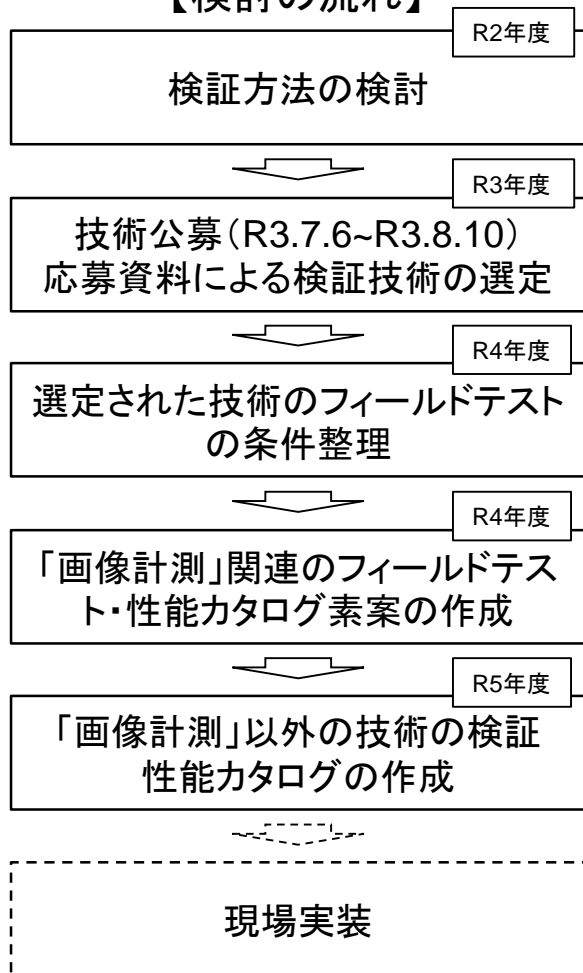 【検討の流れ】
R2年度
検証方法の検討
R3年度
技術公募（R3.7.6~R3.8.10）
応募資料による検証技術の選定
R4年度
選定された技術のフィールドテスト
の条件整理
R4年度
「画像計測」関連のフィールドテス
ト・性能カタログ素案の作成
R5年度
「画像計測」以外の技術の検証
性能カタログの作成
現場実装